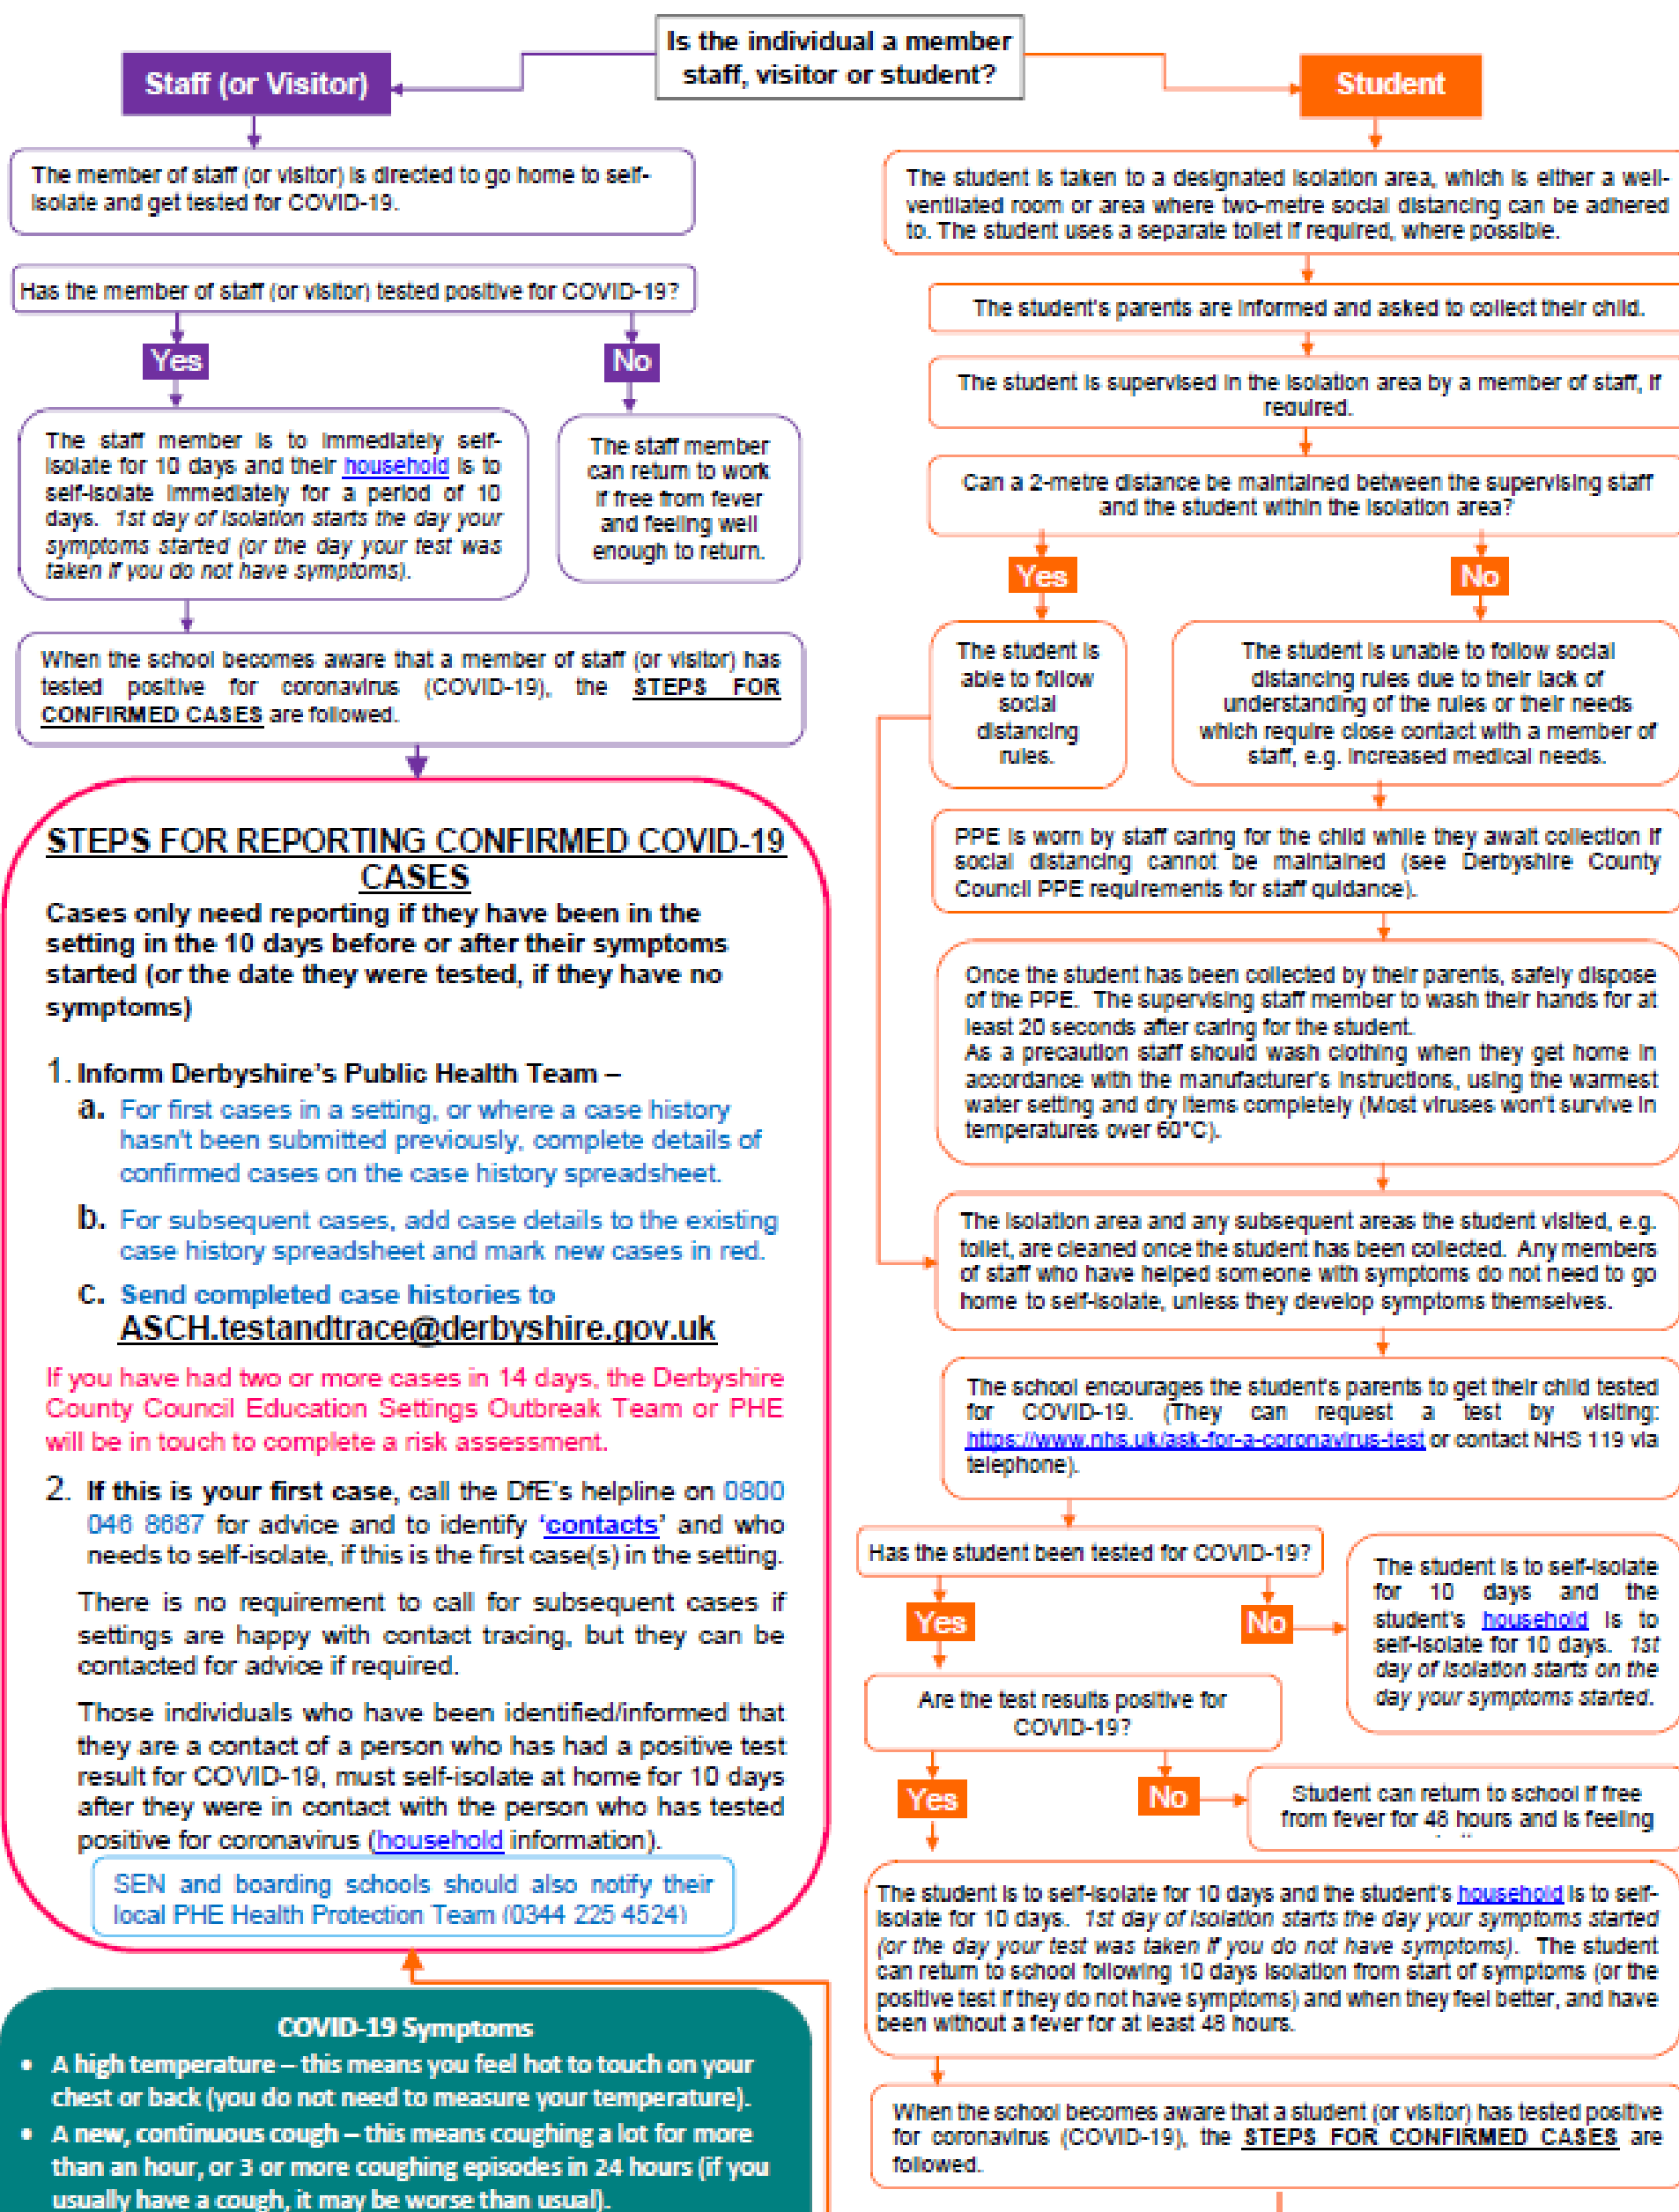 Is the individual a member
staff, visitor or student?
Staff (or Visitor)
The member of staff (or visitor) is directed to go home to self-
isolate and get tested for COVID-19.
Has the member of staff (or visitor) tested positive for COVID-19?
Yes
No
The staff member is to immediately self-
isolate for 10 days and their household is to
self-isolate immediately for a period of 10
days. 1st day of isolation starts the day your
symptoms started (or the day your test was
taken if you do not have symptoms).
The staff member
can return to work
if free from fever
and feeling well
enough to return.
When the school becomes aware that a member of staff (or visitor) has
tested positive for coronavirus (COVID-19), the STEPS FOR
CONFIRMED CASES are followed.
STEPS FOR REPORTING CONFIRMED COVID-19
CASES
Cases only need reporting if they have been in the
setting in the 10 days before or after their symptoms
started (or the date they were tested, if they have no
symptoms)
1. Inform Derbyshire's Public Health Team –
a. For first cases in a setting, or where a case history
hasn't been submitted previously, complete details of
confirmed cases on the case history spreadsheet.
b. For subsequent cases, add case details to the existing
case history spreadsheet and mark new cases in red.
c. Send completed case histories to
ASCH.testandtrace@derbyshire.gov.uk
If you have had two or more cases in 14 days, the Derbyshire
County Council Education Settings Outbreak Team or PHE
will be in touch to complete a risk assessment.
2. If this is your first case, call the DfE's helpline on 0800
046 8687 for advice and to identify 'contacts' and who
needs to self-isolate, if this is the first case(s) in the setting.
There is no requirement to call for subsequent cases if
settings are happy with contact tracing, but they can be
contacted for advice if required.
Those individuals who have been identified/informed that
they are a contact of a person who has had a positive test
result for COVID-19, must self-isolate at home for 10 days
after they were in contact with the person who has tested
positive for coronavirus (household information).
SEN and boarding schools should also notify their
local PHE Health Protection Team (0344 225 4524)
COVID-19 Symptoms
• A high temperature – this means you feel hot to touch on your
chest or back (you do not need to measure your temperature).
• A new, continuous cough – this means coughing a lot for more
than an hour, or 3 or more coughing episodes in 24 hours (if you
usually have a cough, it may be worse than usual).
Student
The student is taken to a designated isolation area, which is either a well-
ventilated room or area where two-metre social distancing can be adhered
to. The student uses a separate toilet if required, where possible.
The student's parents are informed and asked to collect their child.
The student is supervised in the isolation area by a member of staff, if
required.
Can a 2-metre distance be maintained between the supervising staff
and the student within the isolation area?
Yes
No
The student is
able to follow
social
distancing
rules.
The student is unable to follow social
distancing rules due to their lack of
understanding of the rules or their needs
which require close contact with a member of
staff, e.g. increased medical needs.
PPE is worn by staff caring for the child while they await collection if
social distancing cannot be maintained (see Derbyshire County
Council PPE requirements for staff guidance).
Once the student has been collected by their parents, safely dispose
of the PPE. The supervising staff member to wash their hands for at
least 20 seconds after caring for the student.
As a precaution staff should wash clothing when they get home in
accordance with the manufacturer's instructions, using the warmest
water setting and dry items completely (Most viruses won't survive in
temperatures over 60°C).
The isolation area and any subsequent areas the student visited, e.g.
toilet, are cleaned once the student has been collected. Any members
of staff who have helped someone with symptoms do not need to go
home to self-isolate, unless they develop symptoms themselves.
The school encourages the student's parents to get their child tested
for COVID-19. (They can request a test by visiting:
https://www.nhs.uk/ask-for-a-coronavirus-test or contact NHS 119 via
telephone).
Has the student been tested for COVID-19?
Yes
No
The student is to self-isolate
for 10 days and the
student's household is to
self-isolate for 10 days. 1st
day of isolation starts on the
day your symptoms started.
Are the test results positive for
COVID-19?
Yes
No
Student can return to school if free
from fever for 48 hours and is feeling
The student is to self-isolate for 10 days and the student's household is to self-
isolate for 10 days. 1st day of isolation starts the day your symptoms started
(or the day your test was taken if you do not have symptoms). The student
can return to school following 10 days isolation from start of symptoms (or the
positive test if they do not have symptoms) and when they feel better, and have
been without a fever for at least 48 hours.
When the school becomes aware that a student (or visitor) has tested positive
for coronavirus (COVID-19), the STEPS FOR CONFIRMED CASES are
followed.